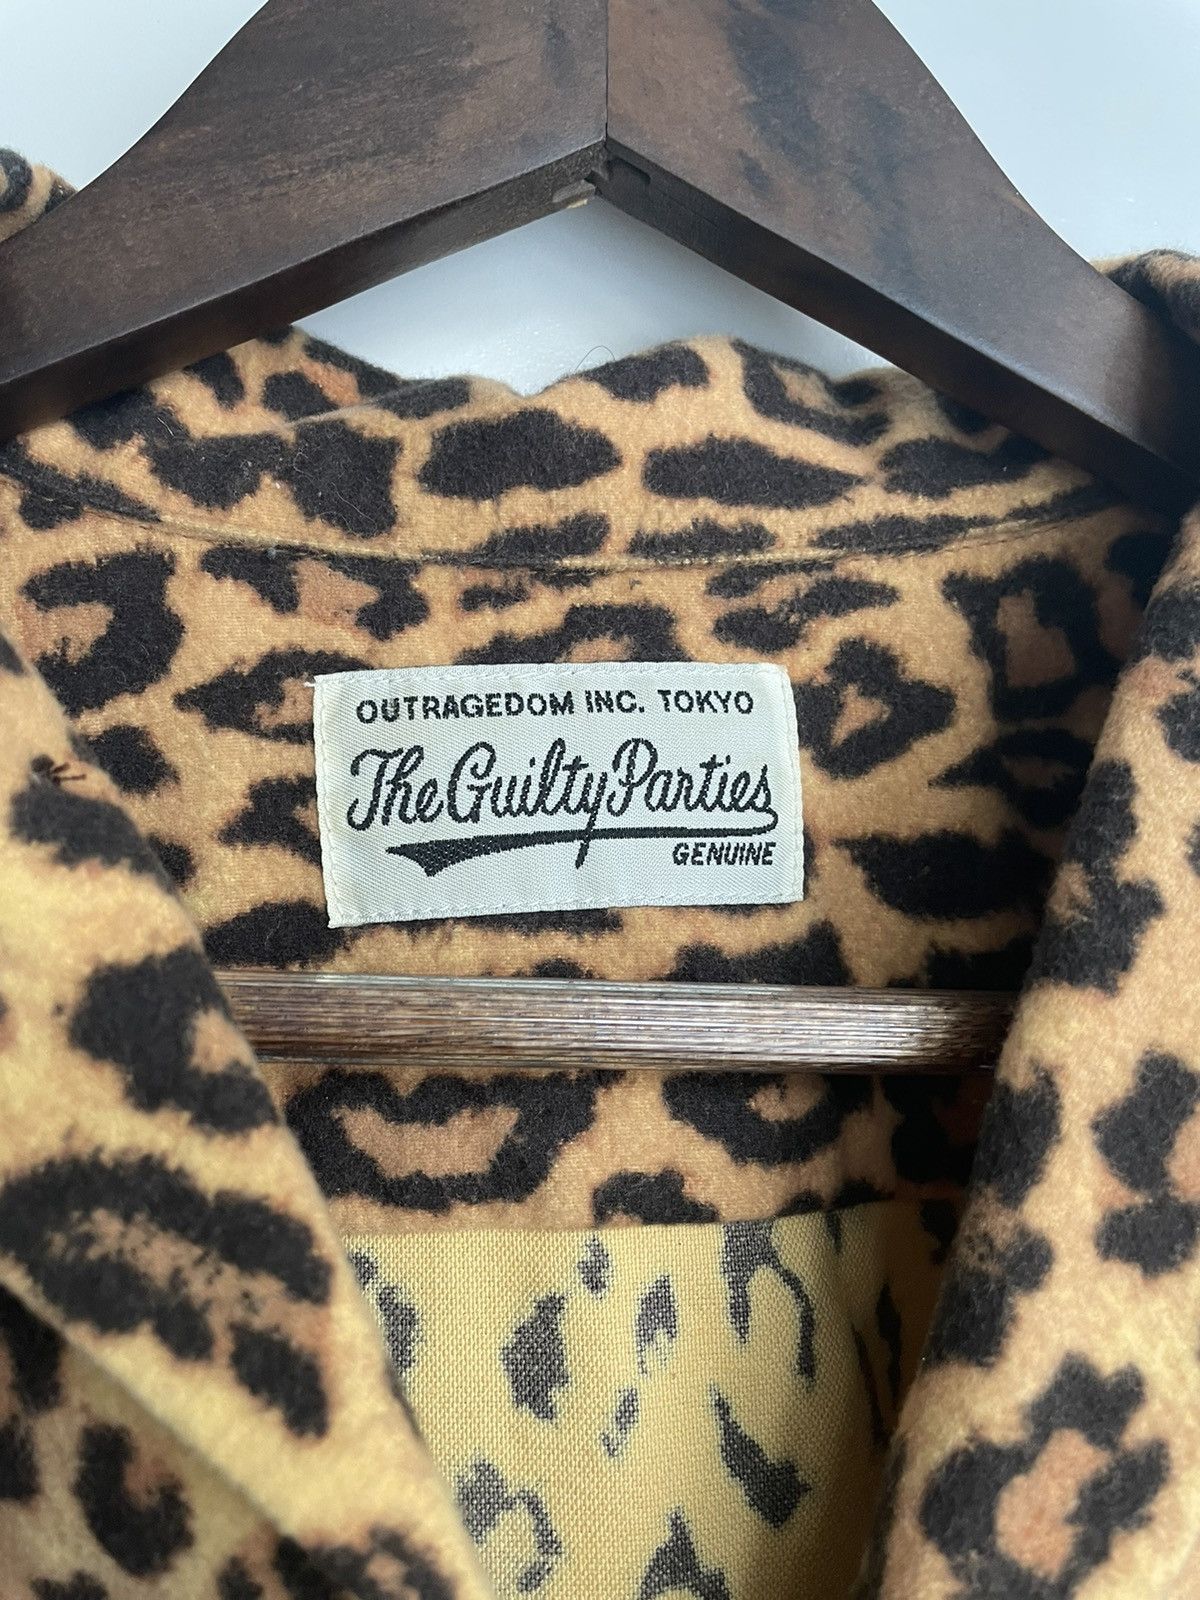 OUTRAGEDOM INC. TOKYO
The Guilty Parties
GENUINE